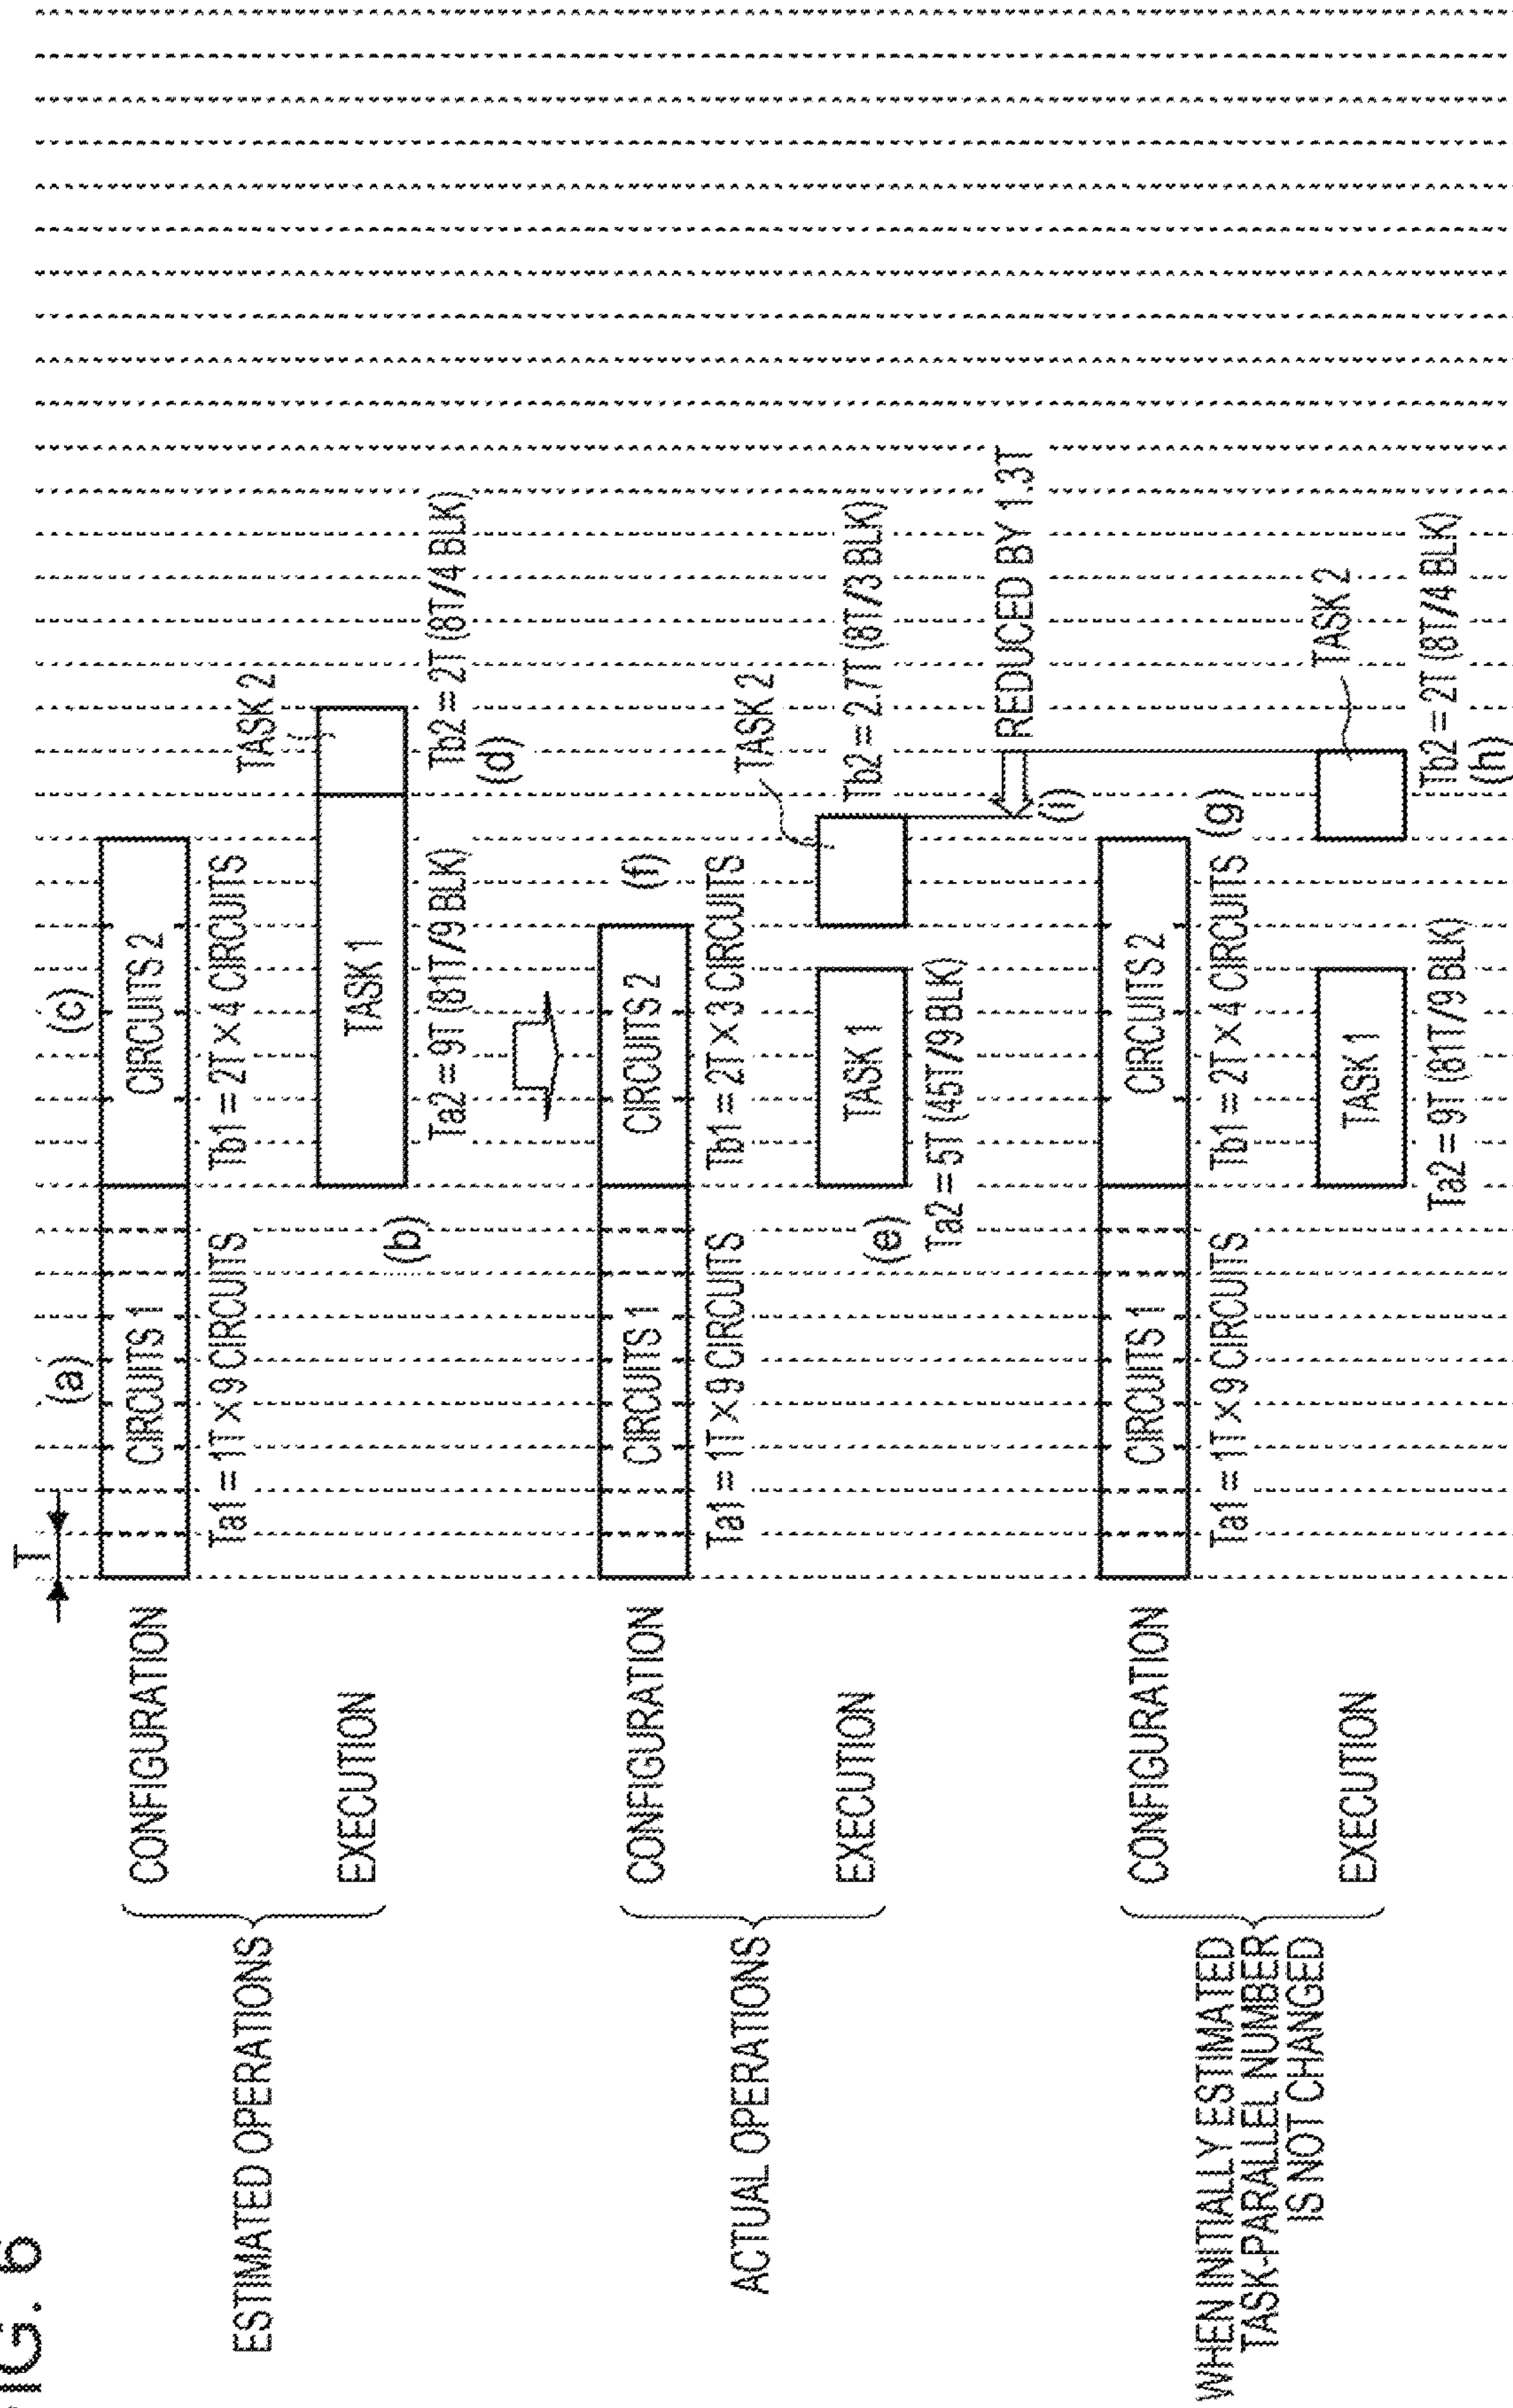 FIG. 6
T
(a)
(c)
ESTIMATED OPERATIONS
CONFIGURATION
CIRCUITS 1
CIRCUITS 2
Ta1 = 1T × 9 CIRCUITS
Tb1 = 2T × 4 CIRCUITS
TASK 2
EXECUTION
TASK 1
(b)
Ta2 = 9T (81T/9 BLK)
Tb2 = 2T (8T/4 BLK)
(d)
ACTUAL OPERATIONS
CONFIGURATION
CIRCUITS 1
CIRCUITS 2
(f)
Ta1 = 1T × 9 CIRCUITS
Tb1 = 2T × 3 CIRCUITS
TASK 2
EXECUTION
TASK 1
Tb2 = 2.7T (8T/3 BLK)
(e)
Ta2 = 5T (45T/9 BLK)
REDUCED BY 1.3T
(i)
WHEN INITIALLY ESTIMATED
TASK-PARALLEL NUMBER
IS NOT CHANGED
CONFIGURATION
CIRCUITS 1
CIRCUITS 2
Ta1 = 1T × 9 CIRCUITS
Tb1 = 2T × 4 CIRCUITS
(g)
TASK 2
EXECUTION
TASK 1
Ta2 = 9T (81T/9 BLK)
Tb2 = 2T (8T/4 BLK)
(h)